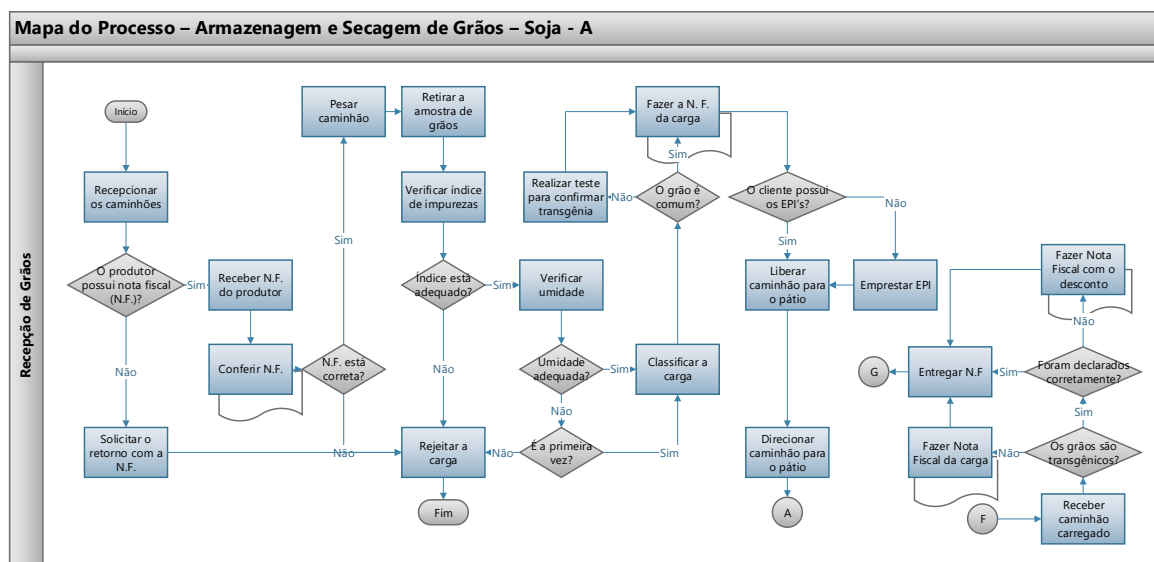 Mapa do Processo – Armazenagem e Secagem de Grãos – Soja - A
Recepção de Grãos
Início
Recepcionar
os caminhões
O produtor
possui nota fiscal
(N.F.)?
Sim
Não
Solicitar o
retorno com a
N.F.
Receber N.F.
do produtor
Conferir N.F.
N.F. está
correta?
Sim
Não
Pesar
caminhão
Retirar a
amostra de
grãos
Verificar índice
de impurezas
Índice está
adequado?
Sim
Não
Rejeitar a
carga
Fim
Verificar
umidade
Umidade
adequada?
Sim
Não
É a primeira
vez?
Não
Sim
Classificar a
carga
O grão é
comum?
Não
Sim
Realizar teste
para confirmar
transgênia
Fazer a N. F.
da carga
O cliente possui
os EPI's?
Não
Sim
Emprestar EPI
Liberar
caminhão para
o pátio
Direcionar
caminhão para
o pátio
A
F
Receber
caminhão
carregado
Os grãos são
transgênicos?
Não
Sim
Fazer Nota
Fiscal da carga
Foram declarados
corretamente?
Sim
Não
Fazer Nota
Fiscal com o
desconto
Entregar N.F
G